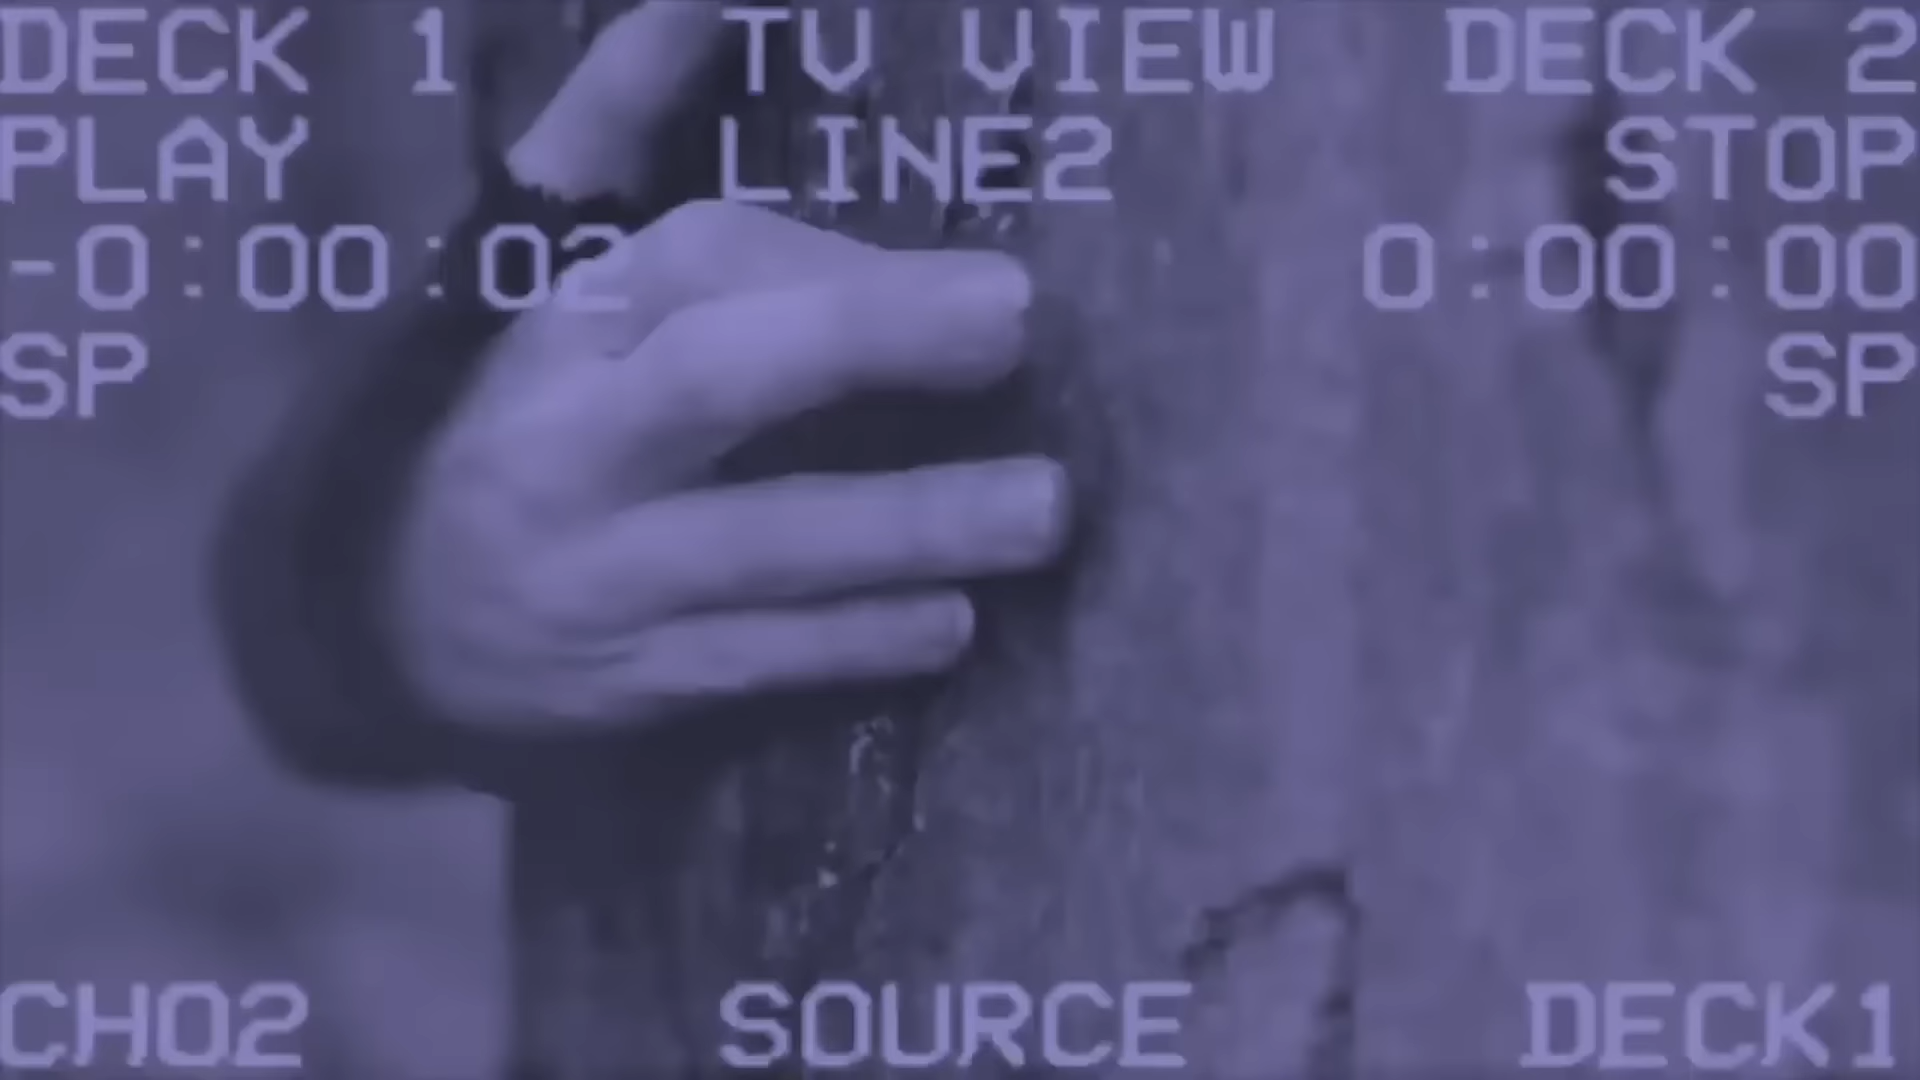 DECK 1 TV VIEW DECK 2
PLAY LINE2 STOP
-0:00:02 0:00:00
SP SP
CH02 SOURCE DECK1